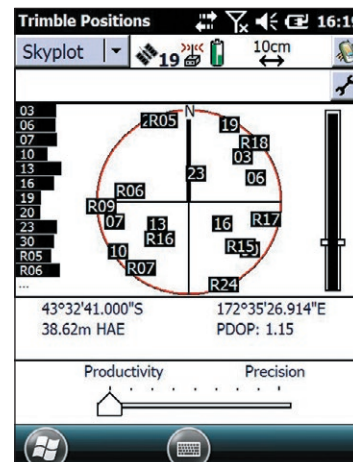 Trimble Positions 16:19
Skyplot 19 10cm
03
06
07
10
13
16
19
20
23
30
R05
R06
...
R05 N 19
R18
03
23 06
R06
R09
07 13 16 R17
R16 R15
10
R07
R24
43°32'41.000"S 172°35'26.914"E
38.62m HAE PDOP: 1.15
Productivity Precision